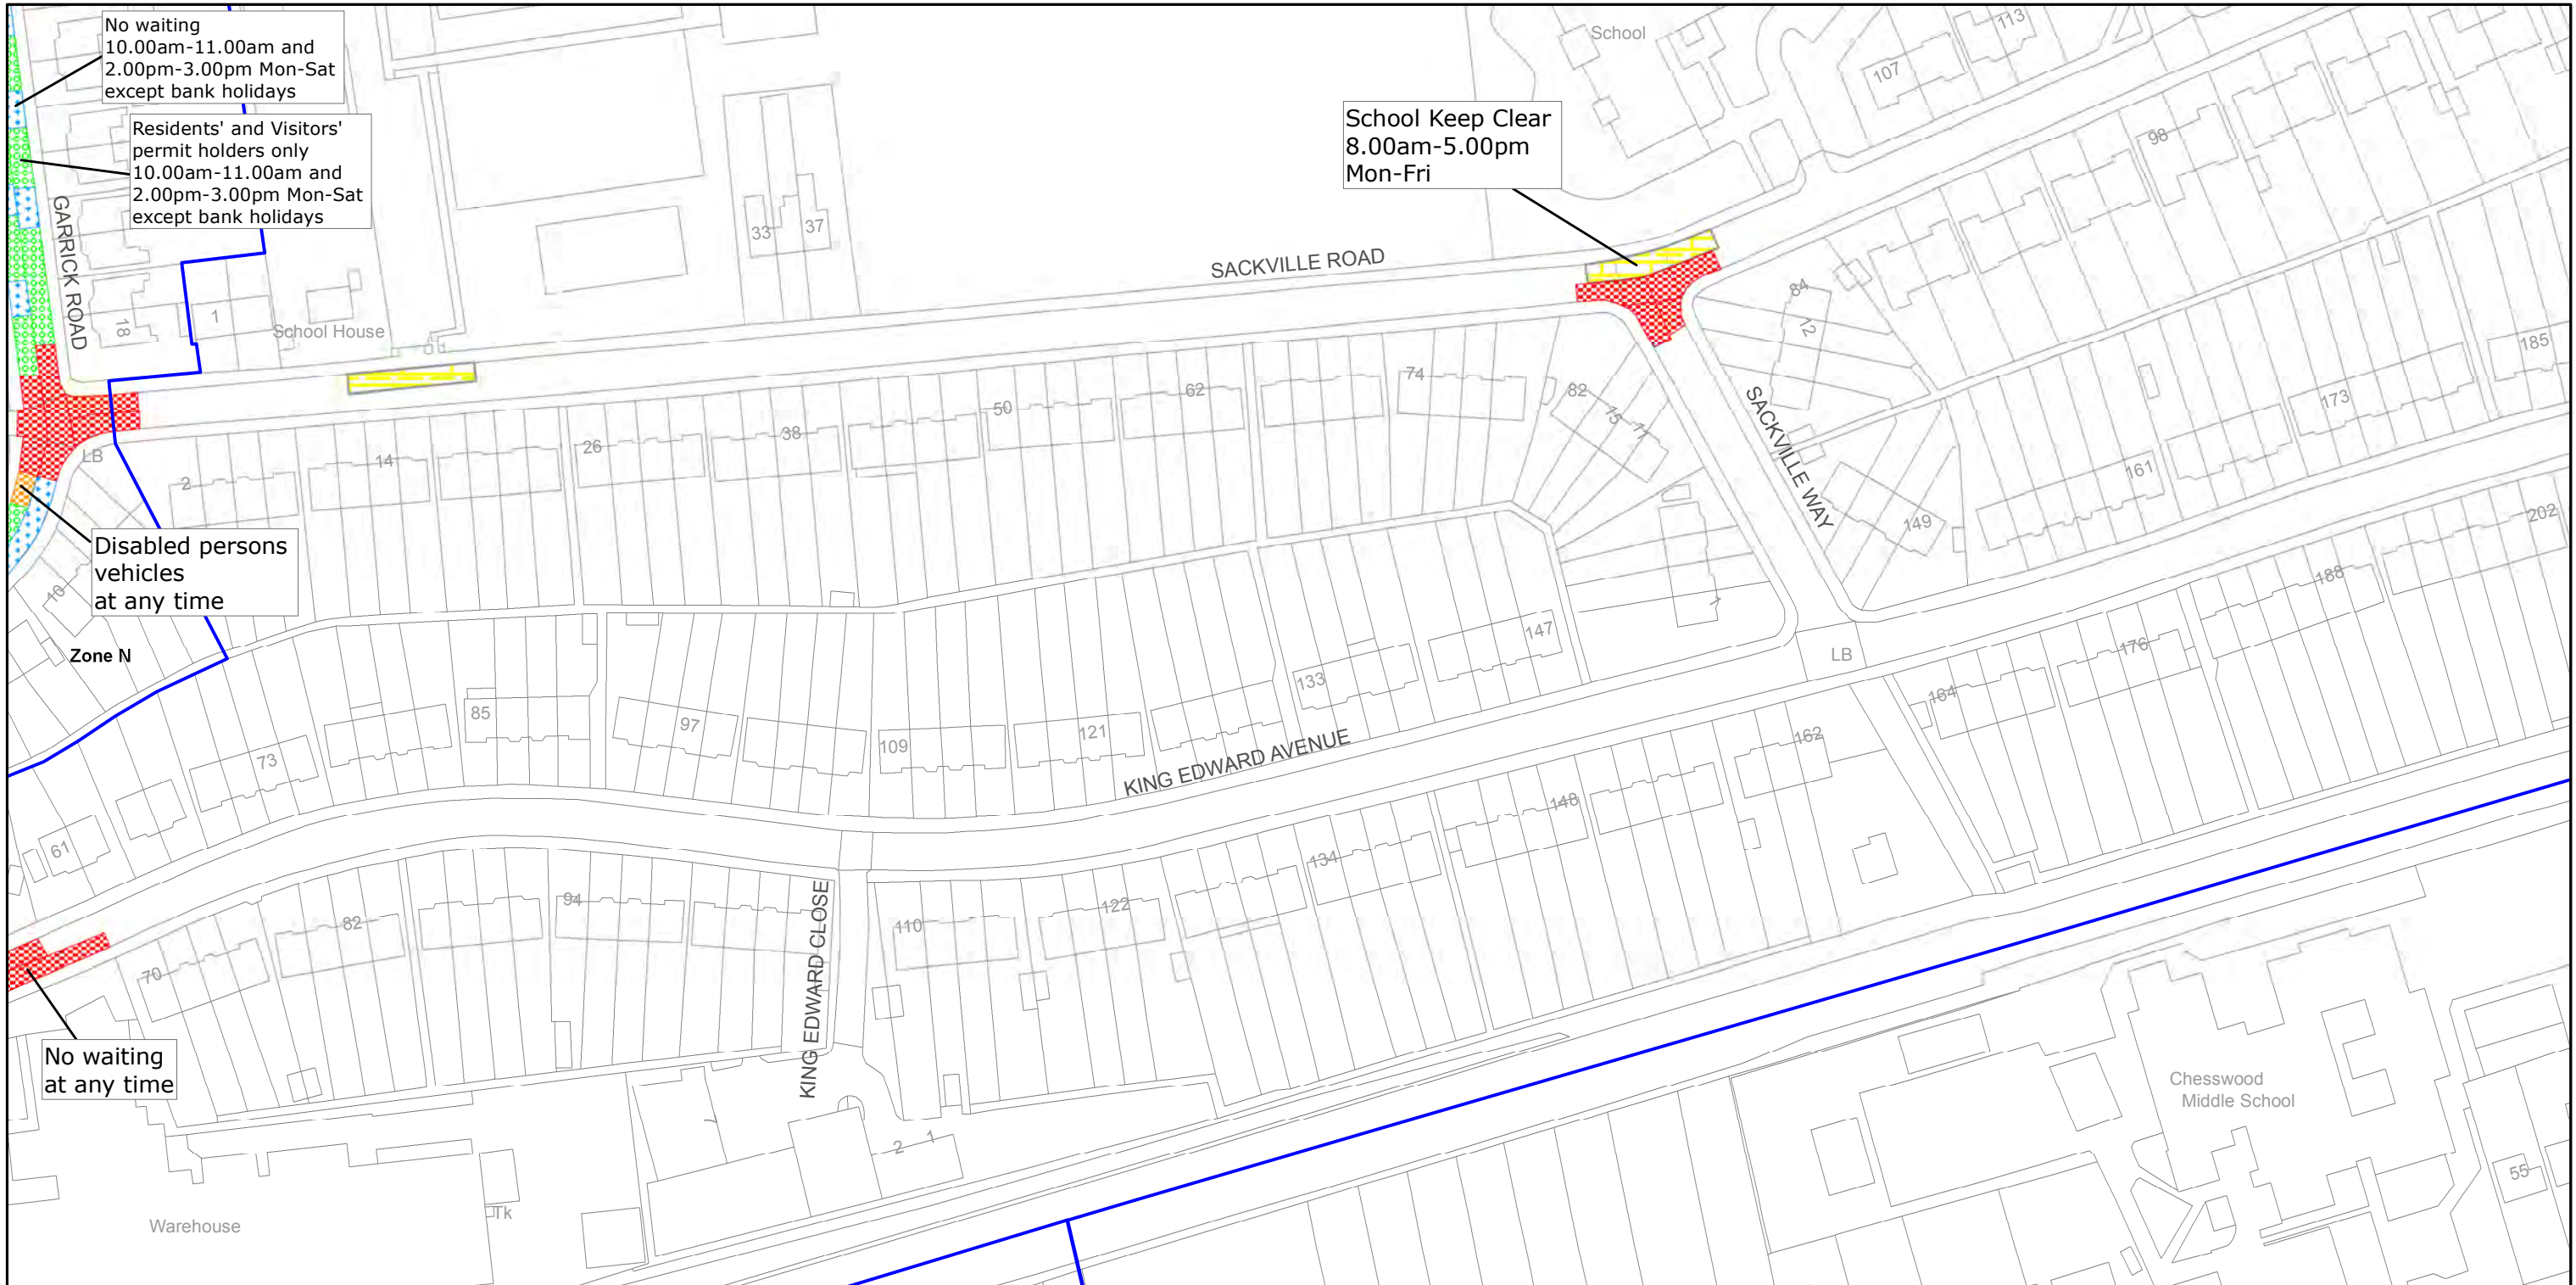 No waiting
10.00am-11.00am and
2.00pm-3.00pm Mon-Sat
except bank holidays
Residents' and Visitors'
permit holders only
10.00am-11.00am and
2.00pm-3.00pm Mon-Sat
except bank holidays
School
113
107
School Keep Clear
8.00am-5.00pm
Mon-Fri
98
GARRICK ROAD
33
37
SACKVILLE ROAD
18
1
School House
84
12
185
74
82
15
11
62
50
38
26
14
2
LB
173
161
149
SACKVILLE WAY
202
188
Disabled persons
vehicles
at any time
10
Zone N
1
147
133
LB
176
164
85
97
109
121
73
61
KING EDWARD AVENUE
162
148
134
122
110
94
82
70
KING EDWARD CLOSE
No waiting
at any time
Chesswood
Middle School
2
1
55
Warehouse
Tk